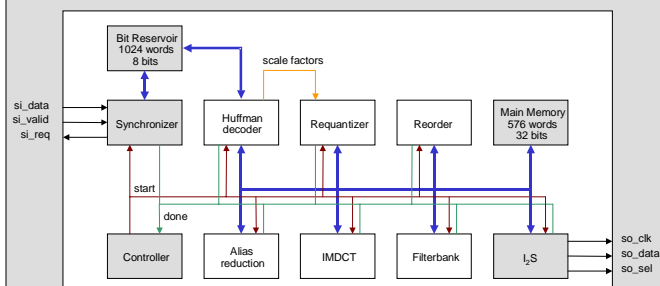 Bit Reservoir
1024 words
8 bits
scale factors
si_data
si_valid
si_req
Synchronizer
Huffman
decoder
Requantizer
Reorder
Main Memory
576 words
32 bits
start
done
Controller
Alias
reduction
IMDCT
Filterbank
I₂S
so_clk
so_data
so_sel